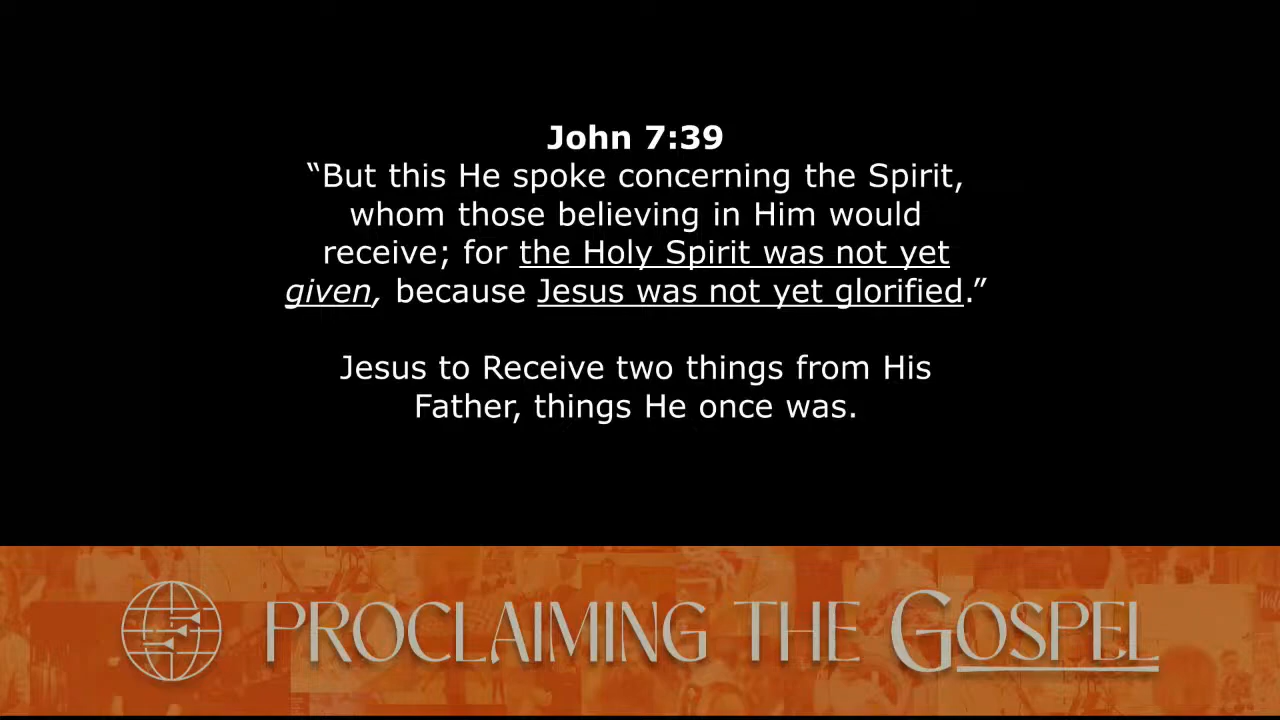 John 7:39
“But this He spoke concerning the Spirit,
whom those believing in Him would
receive; for the Holy Spirit was not yet
given, because Jesus was not yet glorified.”
Jesus to Receive two things from His
Father, things He once was.
PROCLAIMING THE GOSPEL